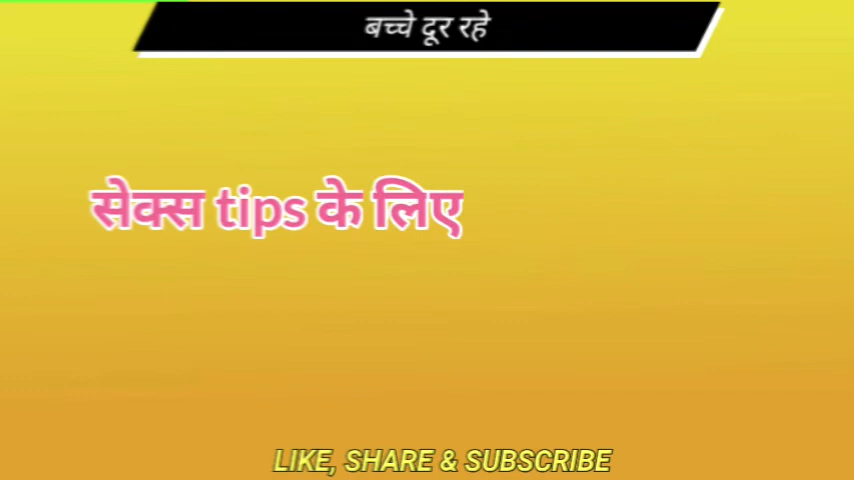 बच्चे दूर रहे
सेक्स tips के लिए
LIKE, SHARE & SUBSCRIBE